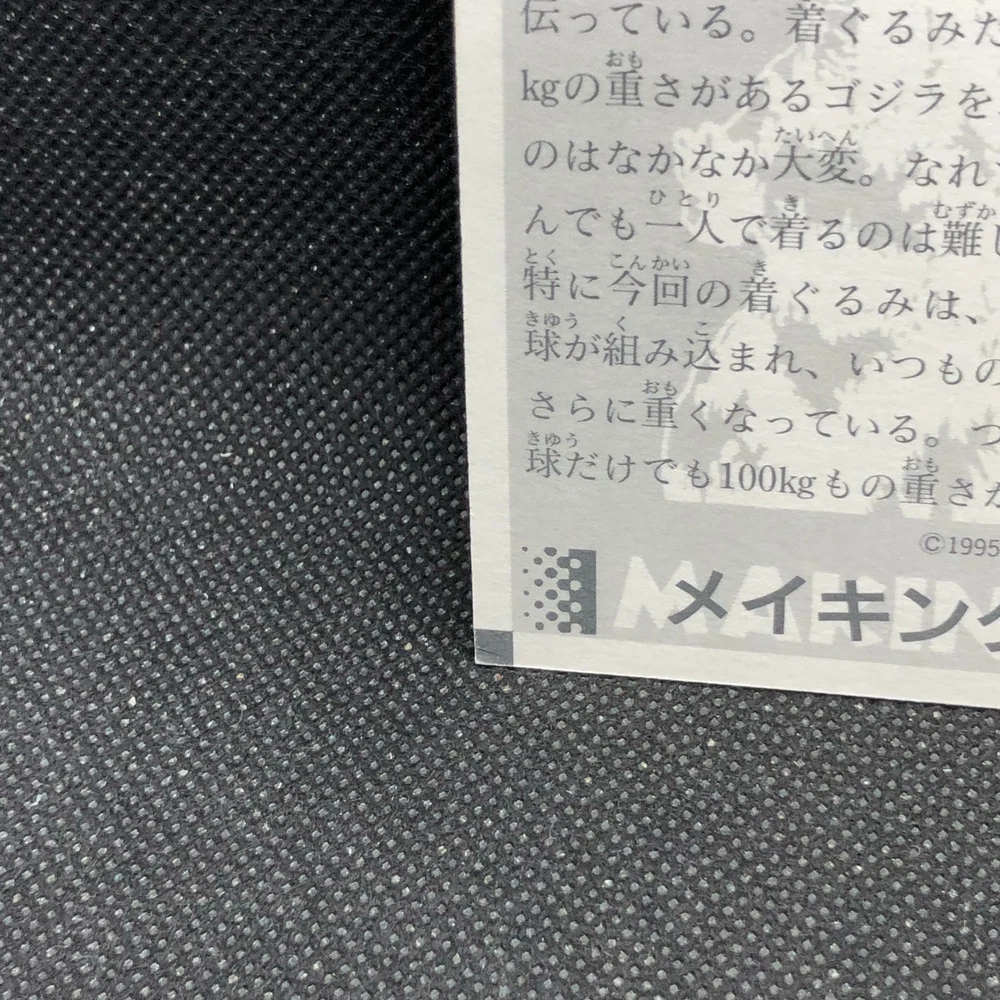 伝っている。着ぐるみだ
kgの重さがあるゴジラを
のはなかなか大変。なれ
んでも一人で着るのは難し
特に今回の着ぐるみは、
球が組み込まれ、いつもの
さらに重くなっている。つ
球だけでも100kgもの重さが
©1995
メイキング